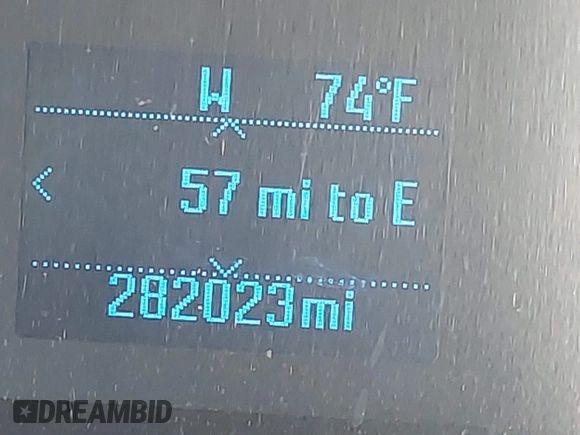 W 74°F
< 57 mi to E
282023mi
DREAMBID